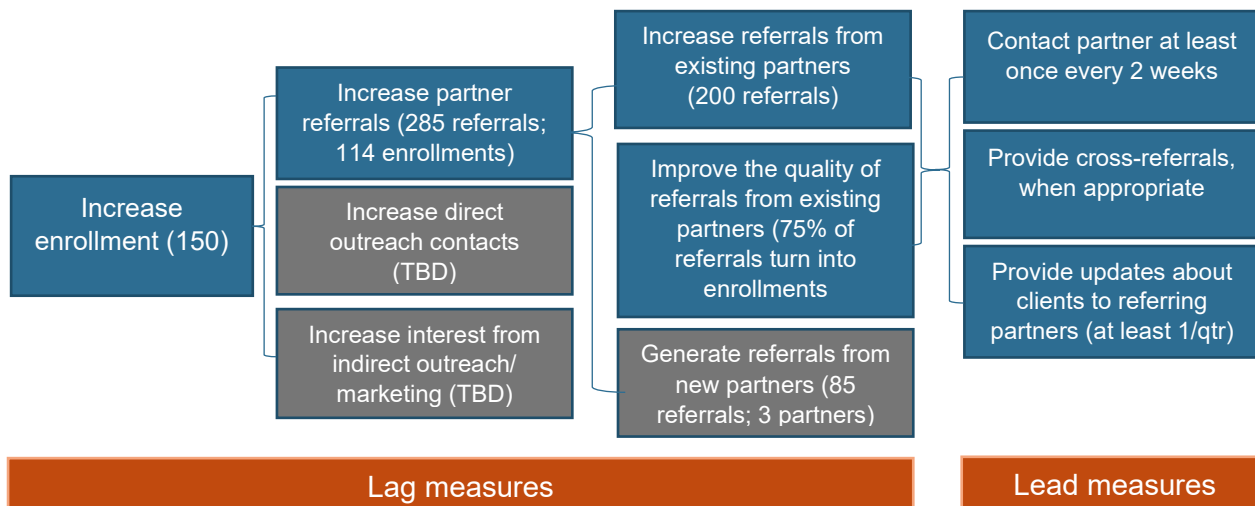 Increase
enrollment (150)
Increase partner
referrals (285 referrals;
114 enrollments)
Increase direct
outreach contacts
(TBD)
Increase interest from
indirect outreach/
marketing (TBD)
Increase referrals from
existing partners
(200 referrals)
Improve the quality of
referrals from existing
partners (75% of
referrals turn into
enrollments
Generate referrals from
new partners (85
referrals; 3 partners)
Contact partner at least
once every 2 weeks
Provide cross-referrals,
when appropriate
Provide updates about
clients to referring
partners (at least 1/qtr)
Lag measures
Lead measures